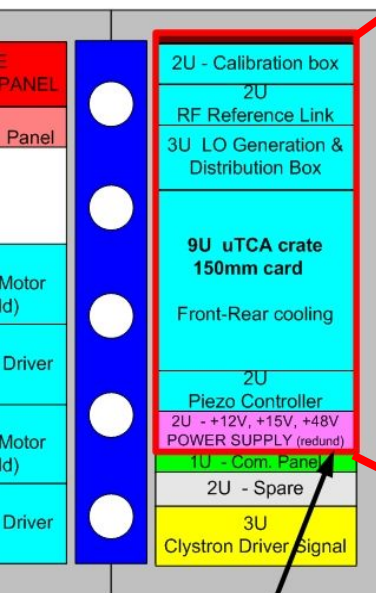 E
PANEL
Panel
Motor
ld)
Driver
Motor
ld)
Driver
2U - Calibration box
2U
RF Reference Link
3U LO Generation &
Distribution Box
9U uTCA crate
150mm card
Front-Rear cooling
2U
Piezo Controller
2U - +12V, +15V, +48V
POWER SUPPLY (redund)
1U - Com. Panel
2U - Spare
3U
Clystron Driver Signal